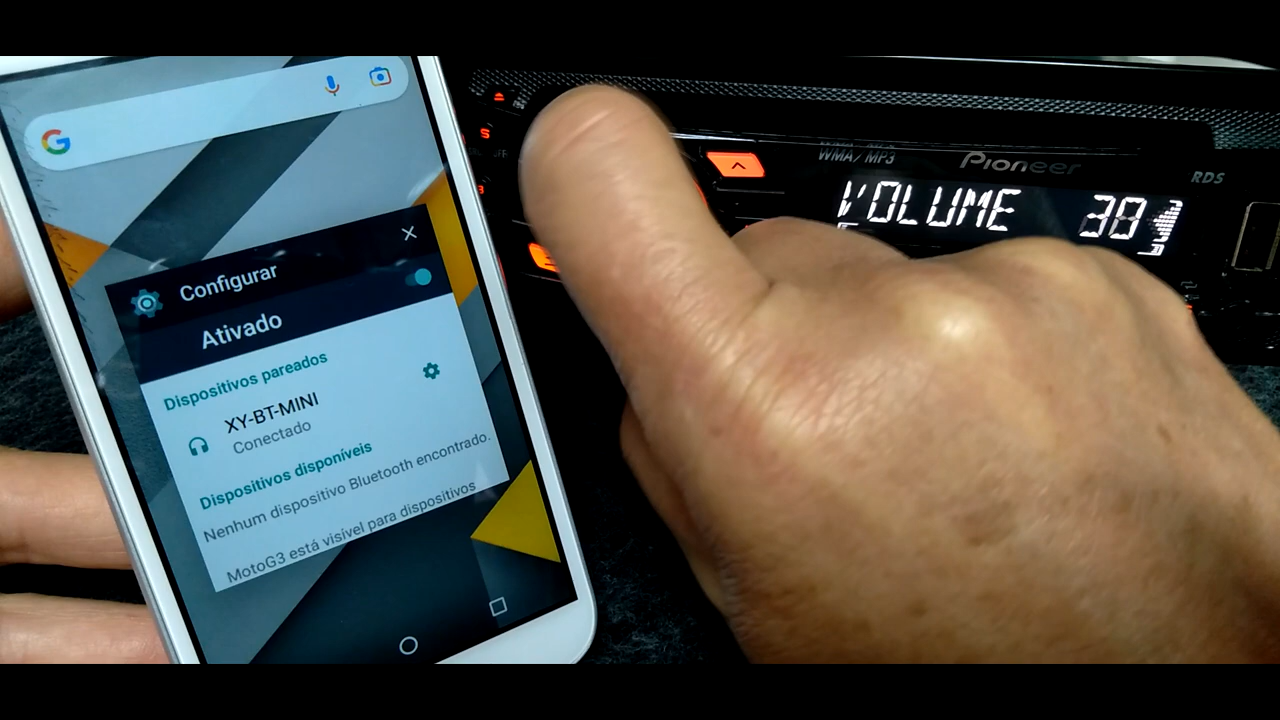 Configurar
Ativado
Dispositivos pareados
XY-BT-MINI
Conectado
Dispositivos disponíveis
Nenhum dispositivo Bluetooth encontrado.
MotoG3 está visível para dispositivos
WMA/MP3
Pioneer
RDS
VOLUME 38